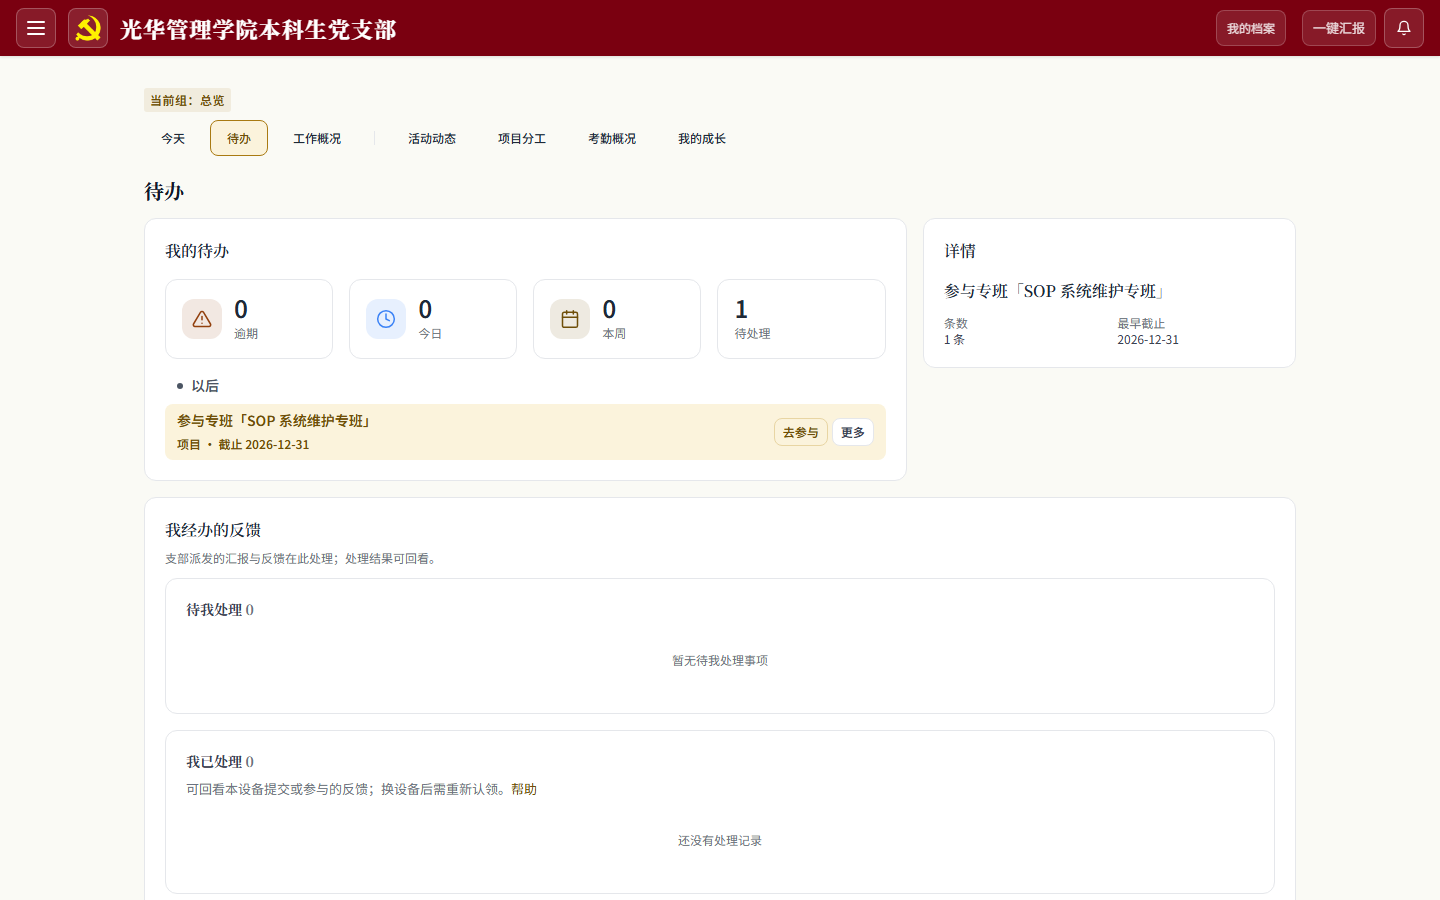 光华管理学院本科生党支部
我的档案
一键汇报
当前组：总览
今天
待办
工作概况
活动动态
项目分工
考勤概况
我的成长
待办
我的待办
0
逾期
0
今日
0
本周
1
待处理
以后
参与专班「SOP 系统维护专班」
项目 · 截止 2026-12-31
去参与
更多
详情
参与专班「SOP 系统维护专班」
条数
1 条
最早截止
2026-12-31
我经办的反馈
支部派发的汇报与反馈在此处理；处理结果可回看。
待我处理 0
暂无待我处理事项
我已处理 0
可回看本设备提交或参与的反馈；换设备后需重新认领。帮助
还没有处理记录